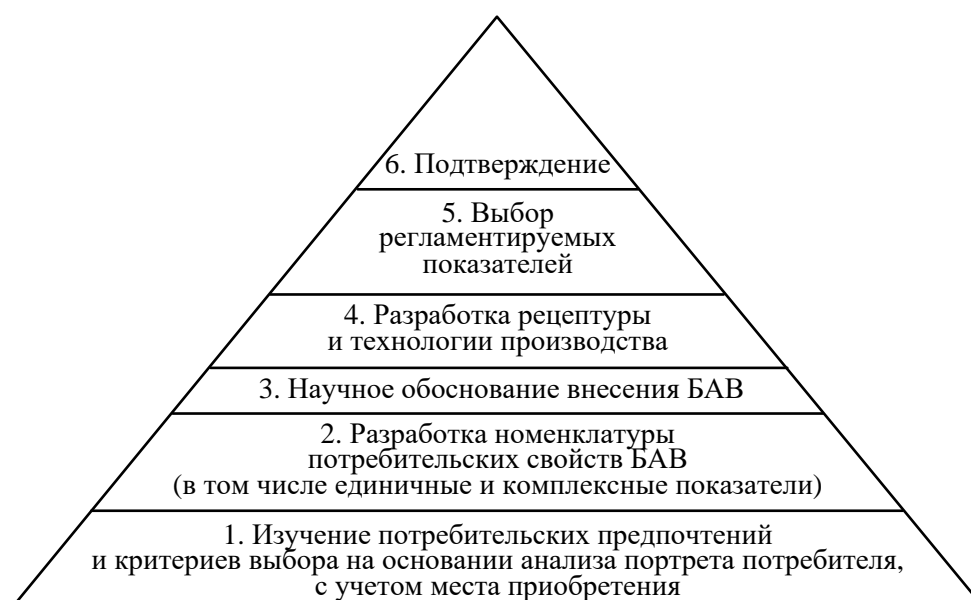 6. Подтверждение
5. Выбор
регламентируемых
показателей
4. Разработка рецептуры
и технологии производства
3. Научное обоснование внесения БАВ
2. Разработка номенклатуры
потребительских свойств БАВ
(в том числе единичные и комплексные показатели)
1. Изучение потребительских предпочтений
и критериев выбора на основании анализа портрета потребителя,
с учетом места приобретения